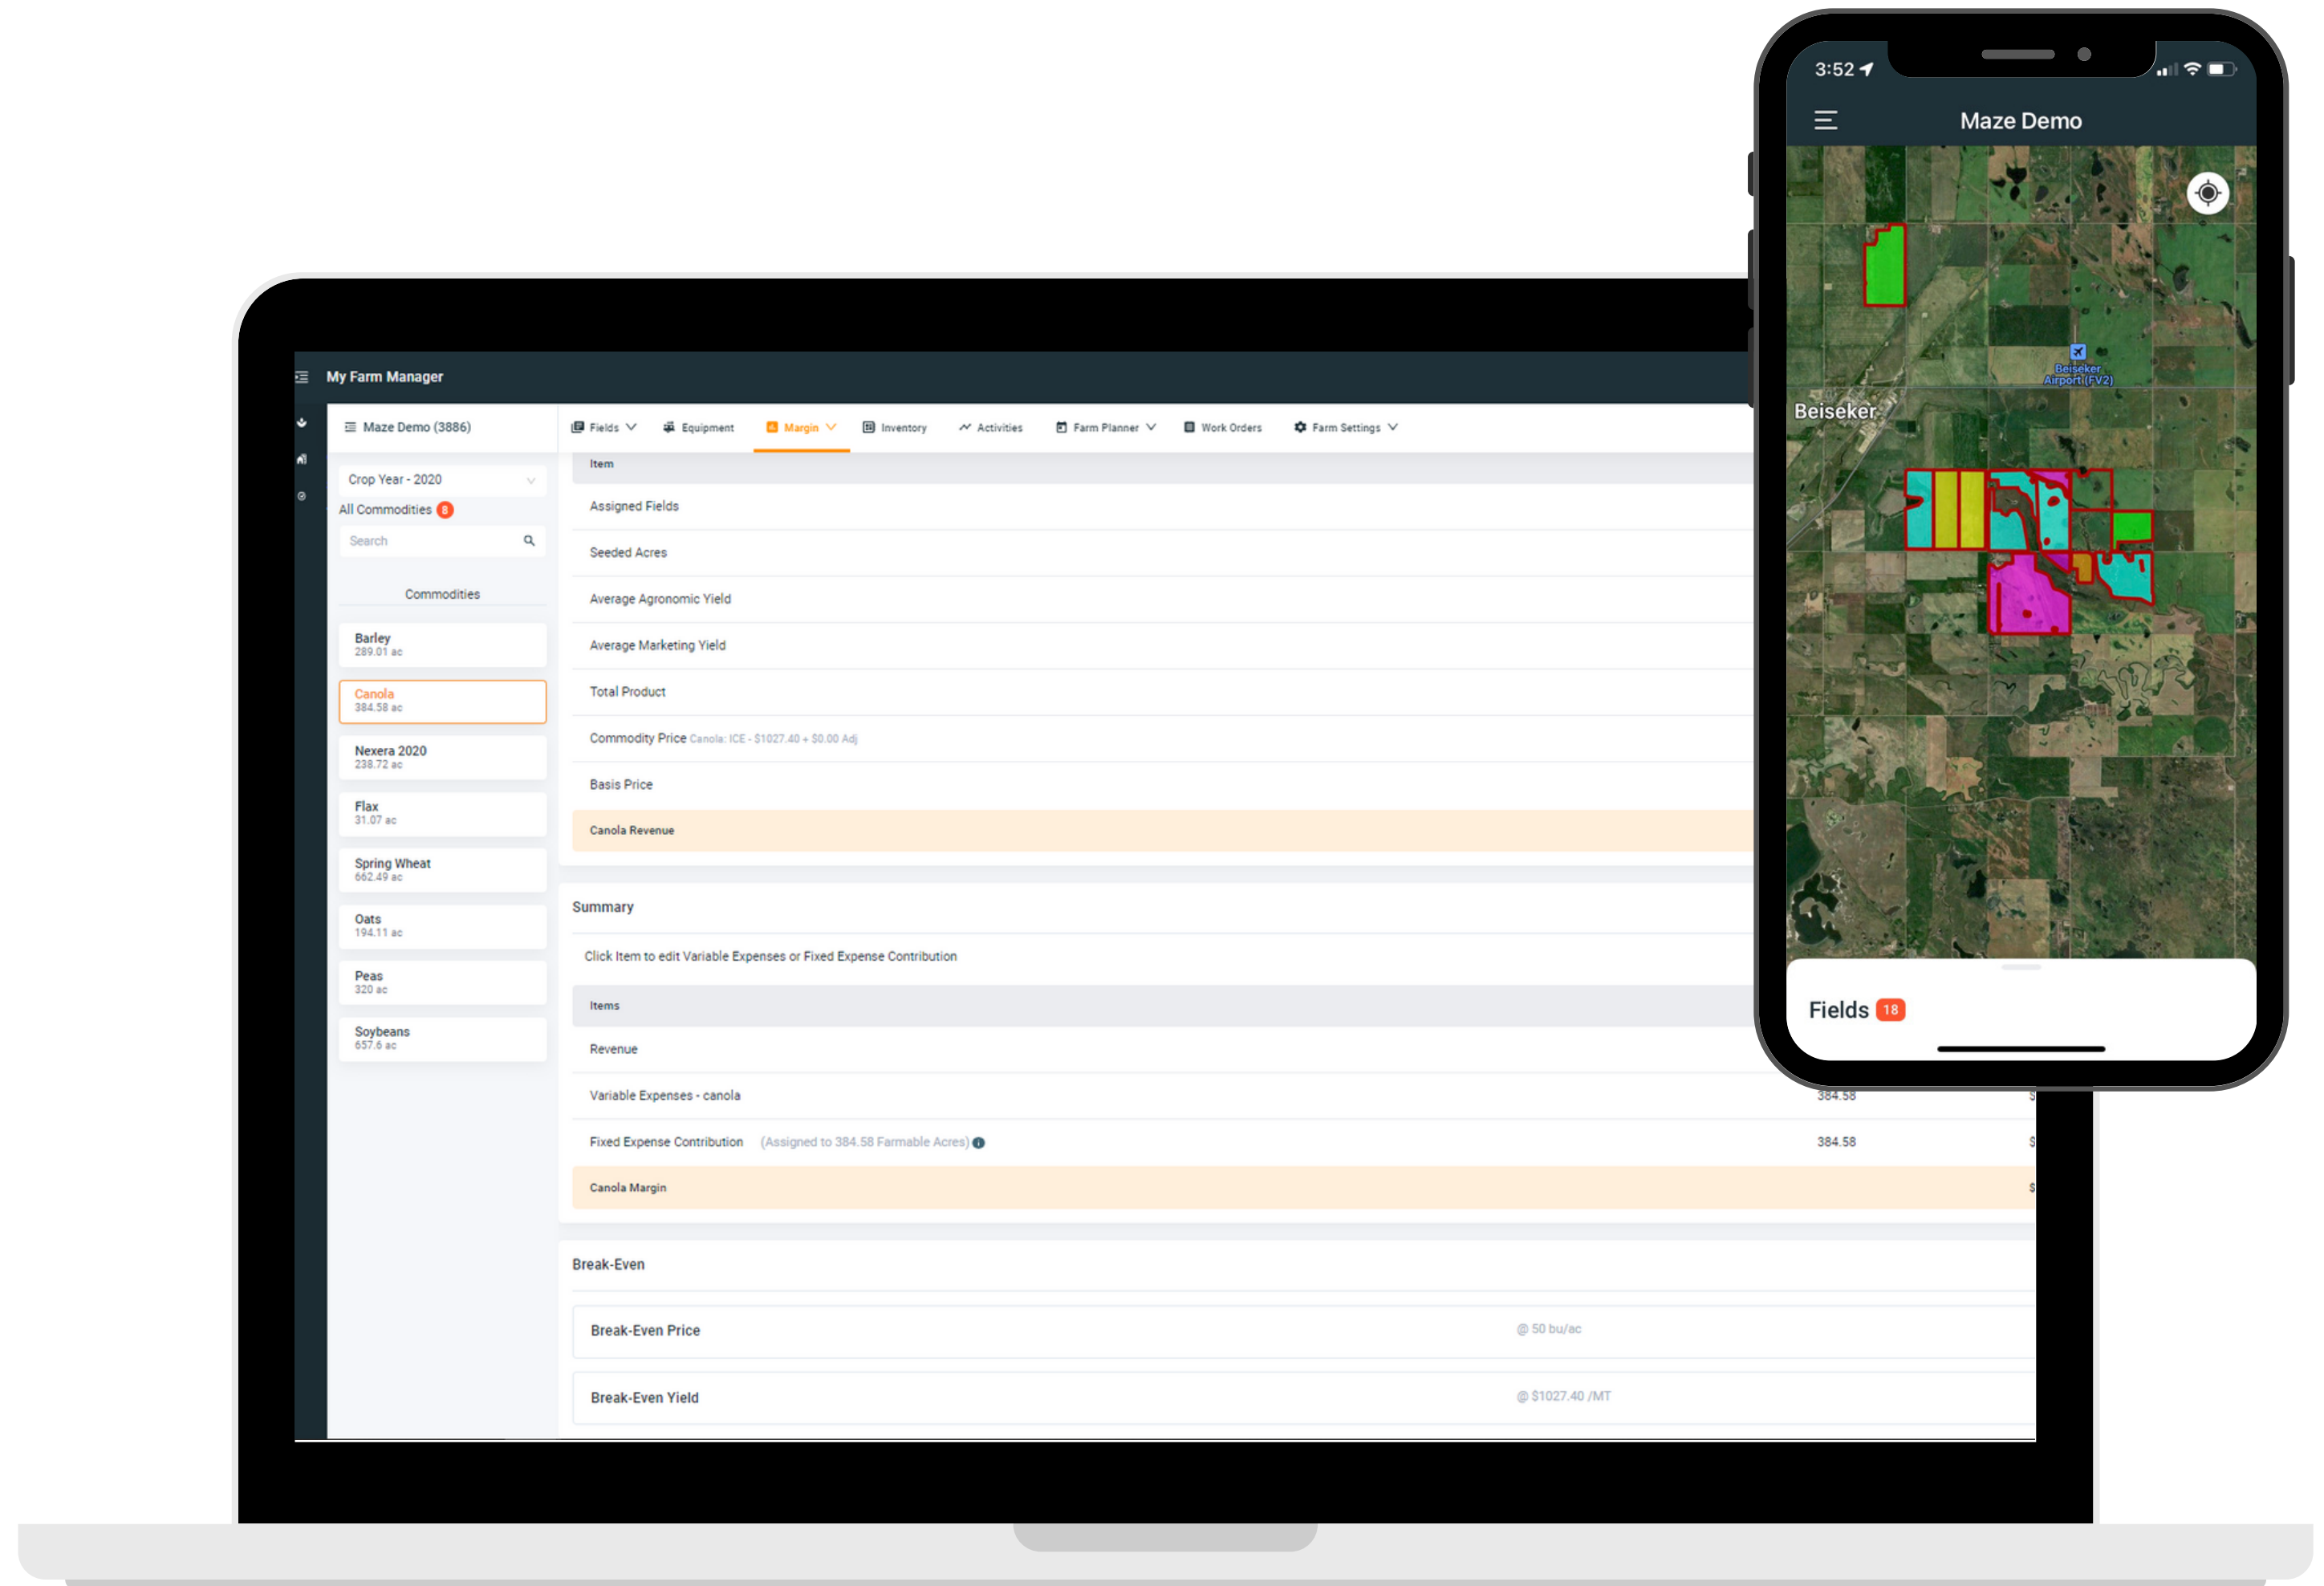 My Farm Manager
Maze Demo (3886)
Fields
Equipment
Margin
Inventory
Activities
Farm Planner
Work Orders
Farm Settings
Crop Year - 2020
All Commodities 8
Search
Commodities
Barley
289.01 ac
Canola
384.58 ac
Nexera 2020
238.72 ac
Flax
31.07 ac
Spring Wheat
662.49 ac
Oats
194.11 ac
Peas
320 ac
Soybeans
657.6 ac
Item
Assigned Fields
Seeded Acres
Average Agronomic Yield
Average Marketing Yield
Total Product
Commodity Price Canola: ICE - $1027.40 + $0.00 Adj
Basis Price
Canola Revenue
Summary
Click Item to edit Variable Expenses or Fixed Expense Contribution
Items
Revenue
Variable Expenses - canola 384.58 $
Fixed Expense Contribution (Assigned to 384.58 Farmable Acres) 384.58 $
Canola Margin $
Break-Even
Break-Even Price @ 50 bu/ac
Break-Even Yield @ $1027.40 /MT
3:52
Maze Demo
Beiseker
Airport (FV2)
Beiseker
Fields 18